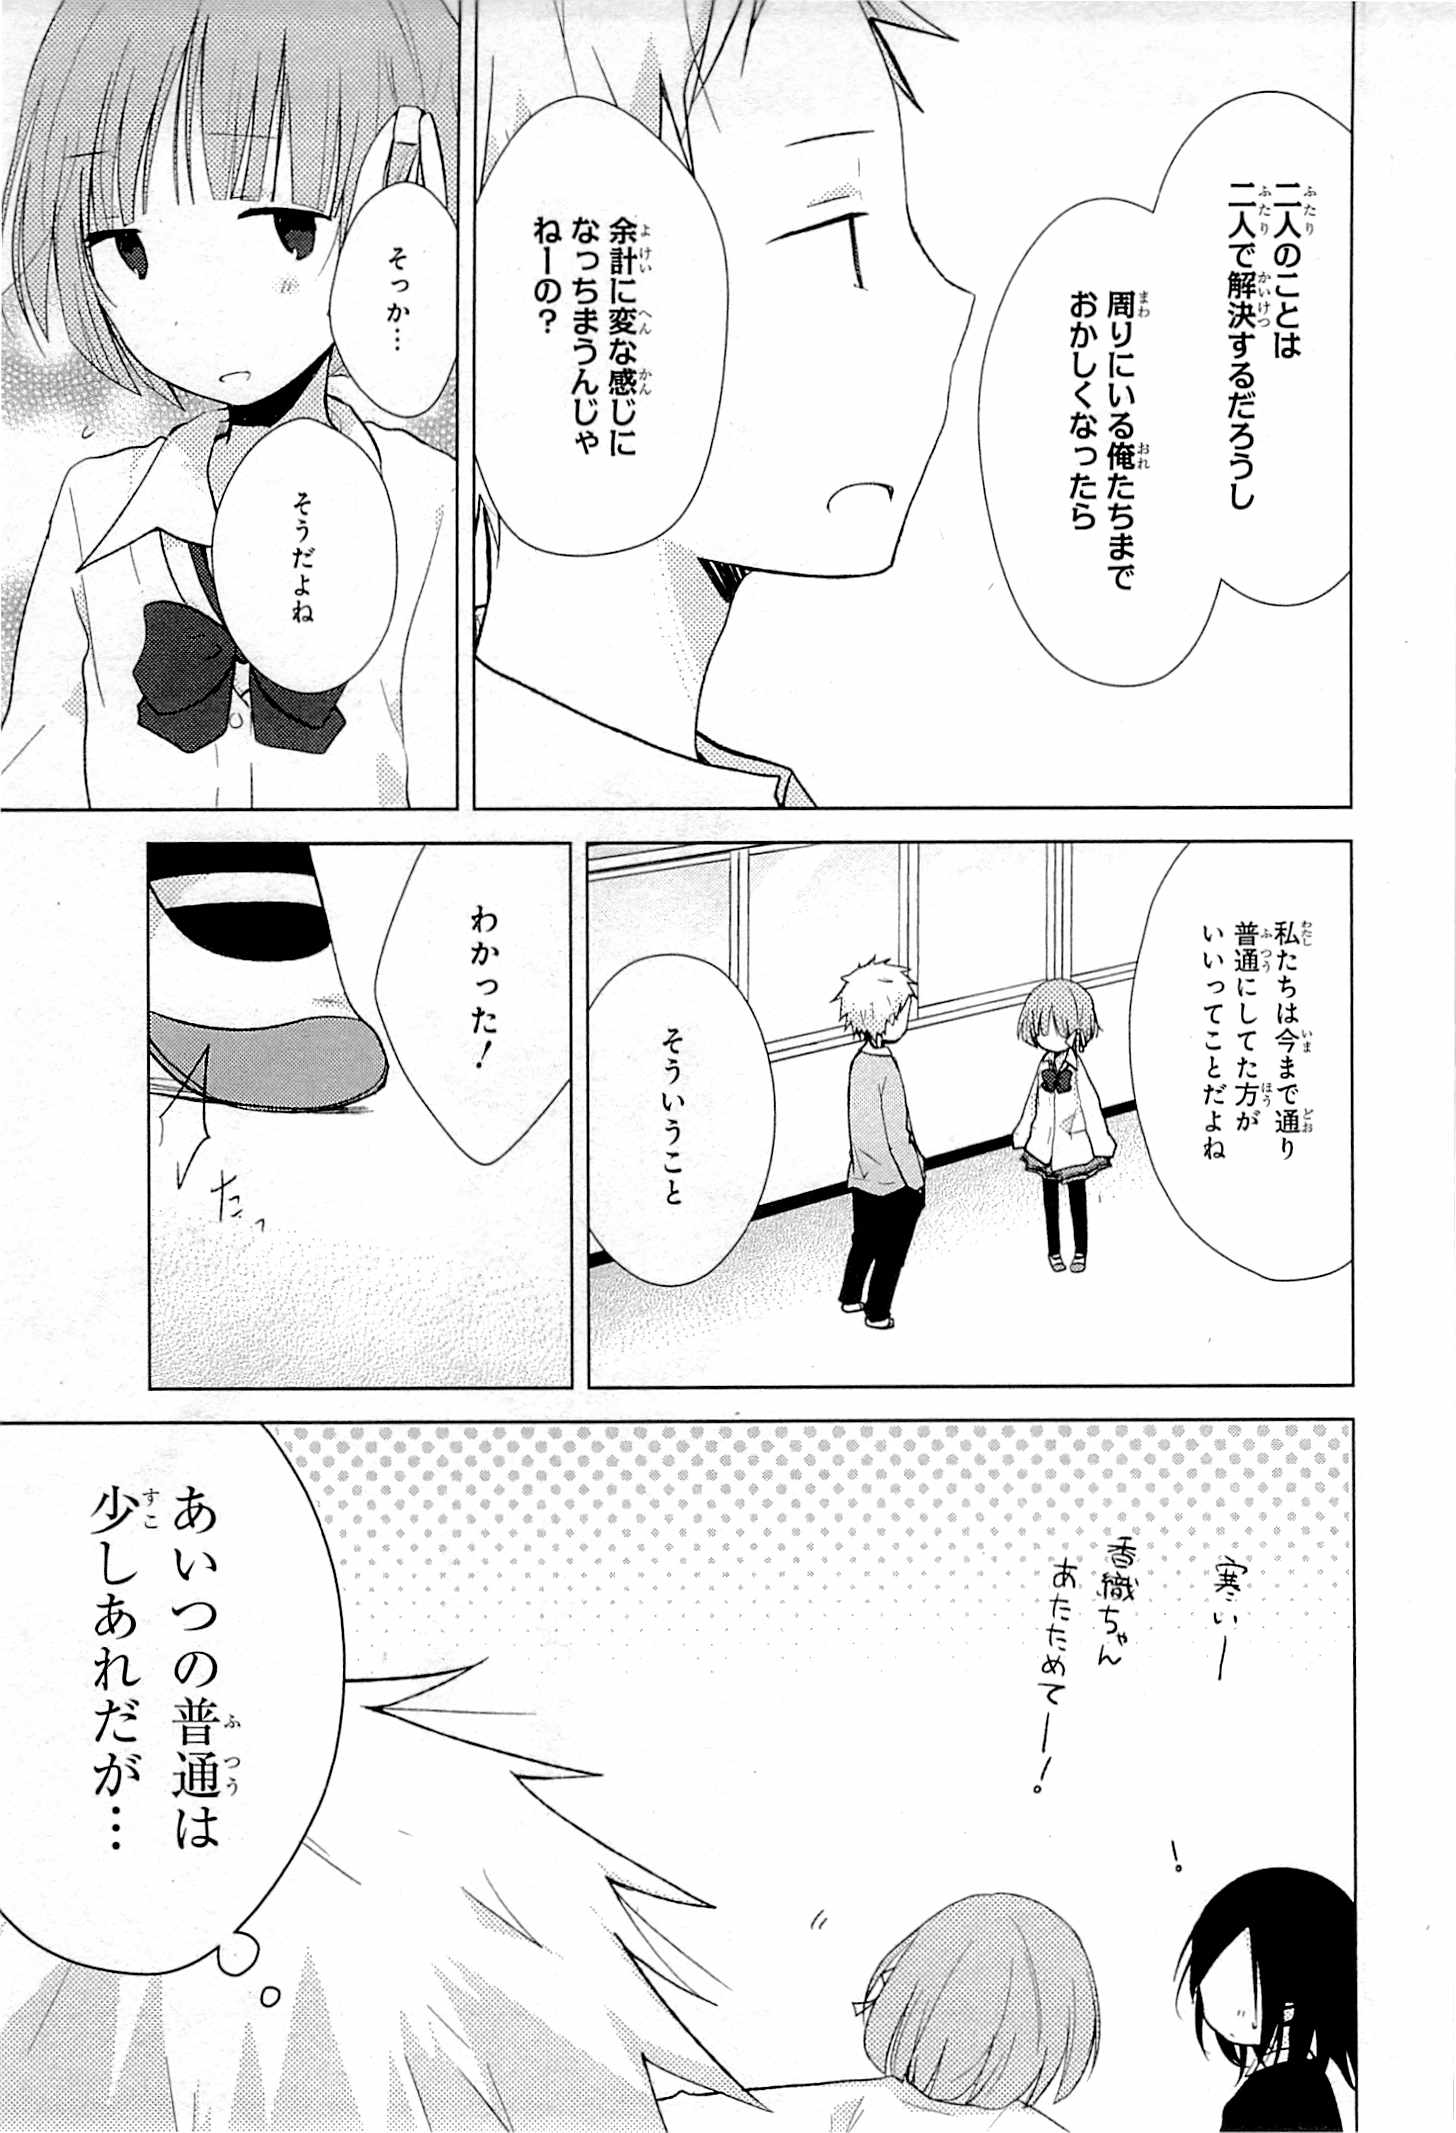 二人のことは
二人で解決するだろうし
周りにいる俺たちまで
おかしくなったら
余計に変な感じに
なっちまうんじゃ
ねーの？
そっか…
そうだよね
私たちは今まで通り
普通にしてた方が
いいってことだよね
そういうこと
わかった！
たっ
寒いー
香織ちゃん
あたためてー！
！
あいつの普通は
少しあれだが…